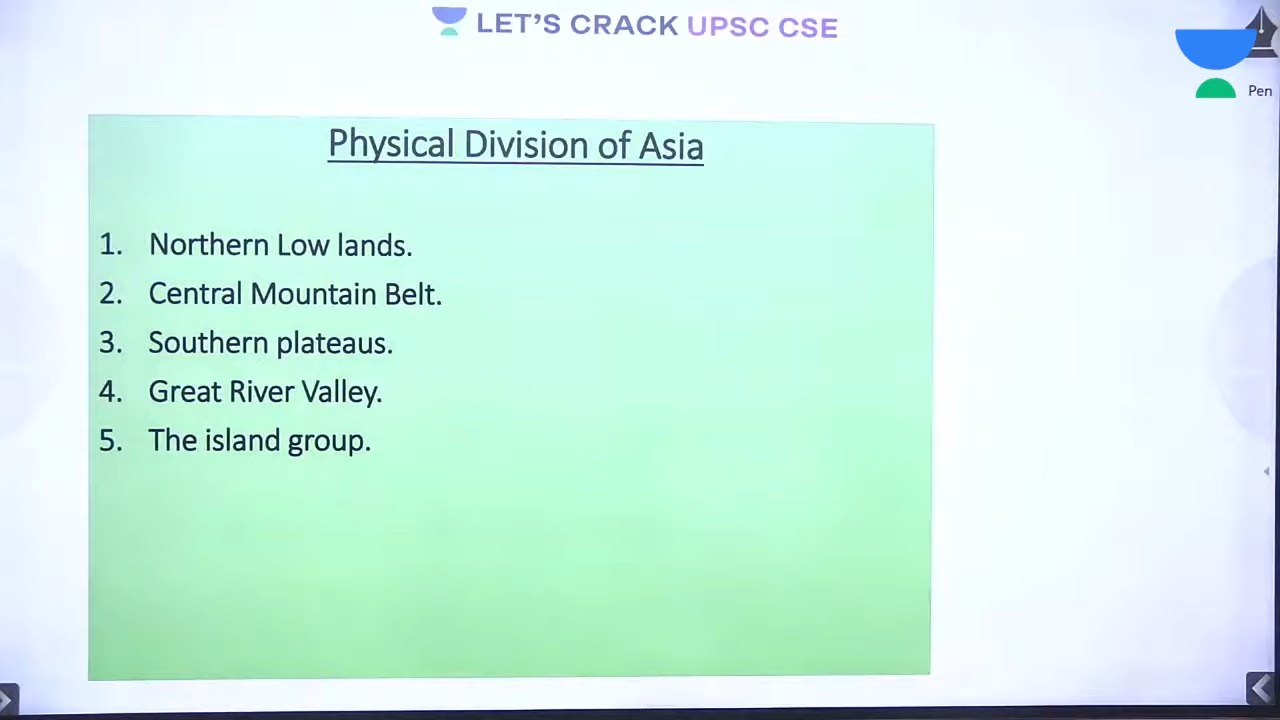 LET'S CRACK UPSC CSE
Pen
Physical Division of Asia
1. Northern Low lands.
2. Central Mountain Belt.
3. Southern plateaus.
4. Great River Valley.
5. The island group.